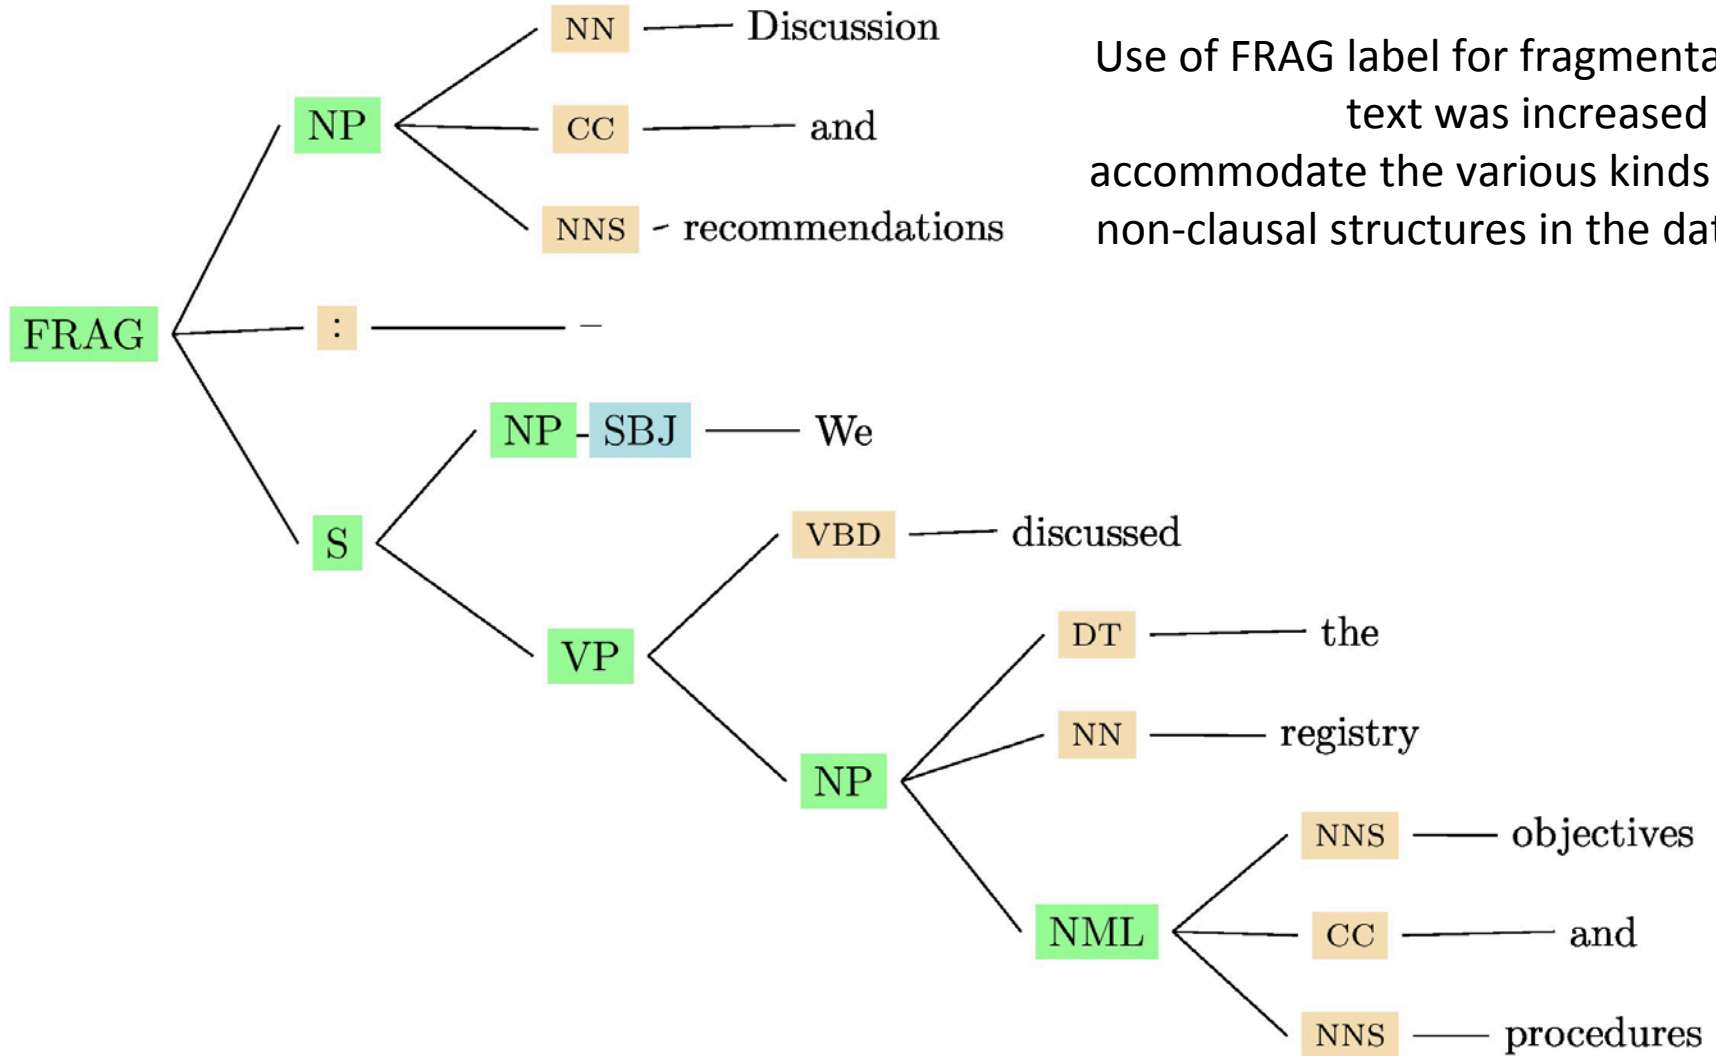 NN Discussion
Use of FRAG label for fragmenta
NP CC and
text was increased
accommodate the various kinds
NNS recommendations
non-clausal structures in the dat
FRAG : –
NP-SBJ We
S
VBD discussed
VP
DT the
NN registry
NP
NNS objectives
NML CC and
NNS procedures